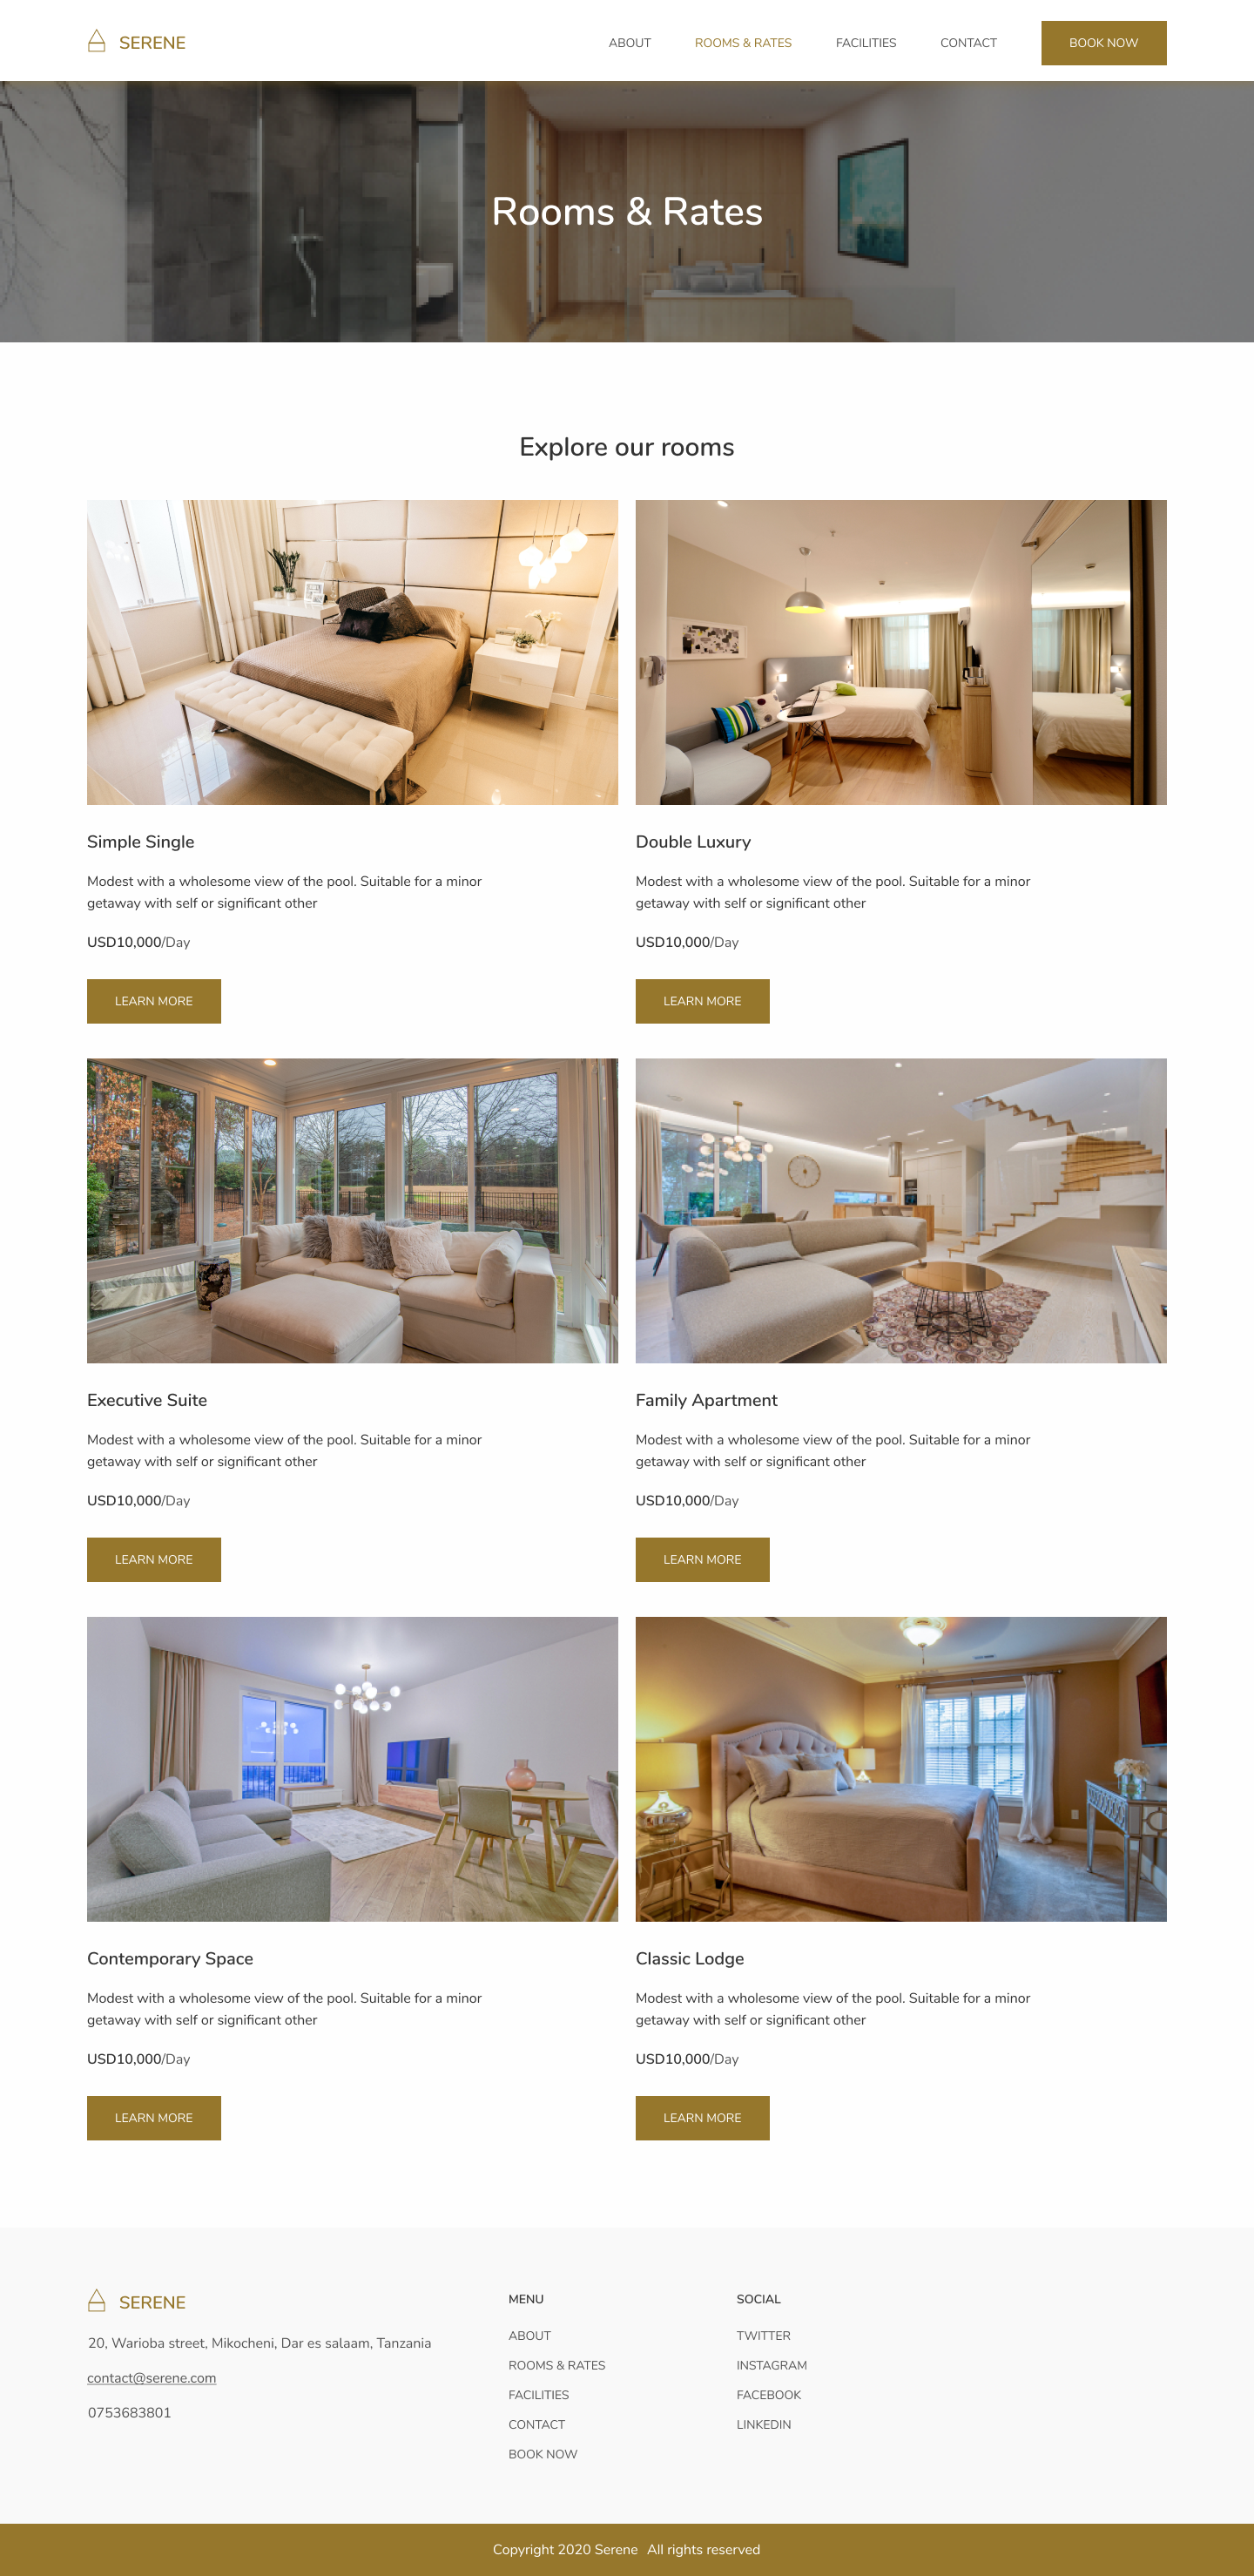 SERENE
ABOUT
ROOMS & RATES
FACILITIES
CONTACT
BOOK NOW
Rooms & Rates
Explore our rooms
Simple Single
Modest with a wholesome view of the pool. Suitable for a minor
getaway with self or significant other
USD10,000/Day
LEARN MORE
Double Luxury
Modest with a wholesome view of the pool. Suitable for a minor
getaway with self or significant other
USD10,000/Day
LEARN MORE
Executive Suite
Modest with a wholesome view of the pool. Suitable for a minor
getaway with self or significant other
USD10,000/Day
LEARN MORE
Family Apartment
Modest with a wholesome view of the pool. Suitable for a minor
getaway with self or significant other
USD10,000/Day
LEARN MORE
Contemporary Space
Modest with a wholesome view of the pool. Suitable for a minor
getaway with self or significant other
USD10,000/Day
LEARN MORE
Classic Lodge
Modest with a wholesome view of the pool. Suitable for a minor
getaway with self or significant other
USD10,000/Day
LEARN MORE
SERENE
20, Warioba street, Mikocheni, Dar es salaam, Tanzania
contact@serene.com
0753683801
MENU
ABOUT
ROOMS & RATES
FACILITIES
CONTACT
BOOK NOW
SOCIAL
TWITTER
INSTAGRAM
FACEBOOK
LINKEDIN
Copyright 2020 Serene All rights reserved